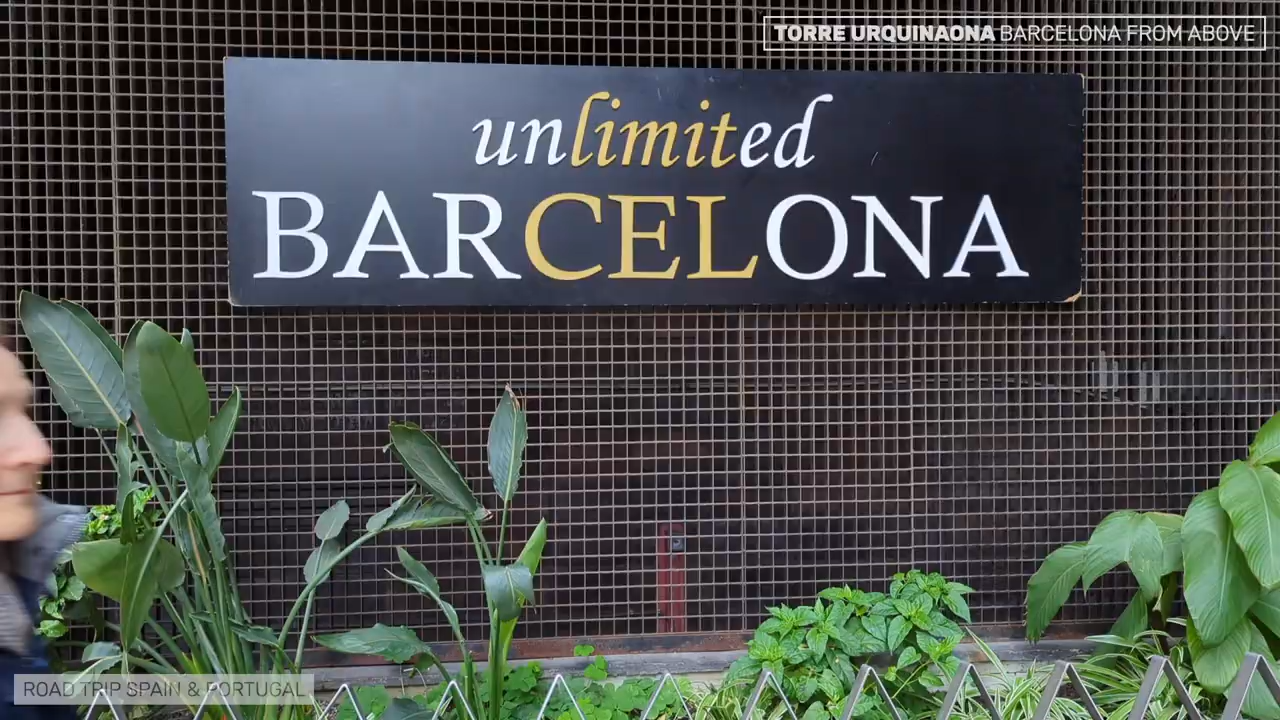 TORRE URQUINAONA BARCELONA FROM ABOVE
unlimited
BARCELONA
ROAD TRIP SPAIN & PORTUGAL